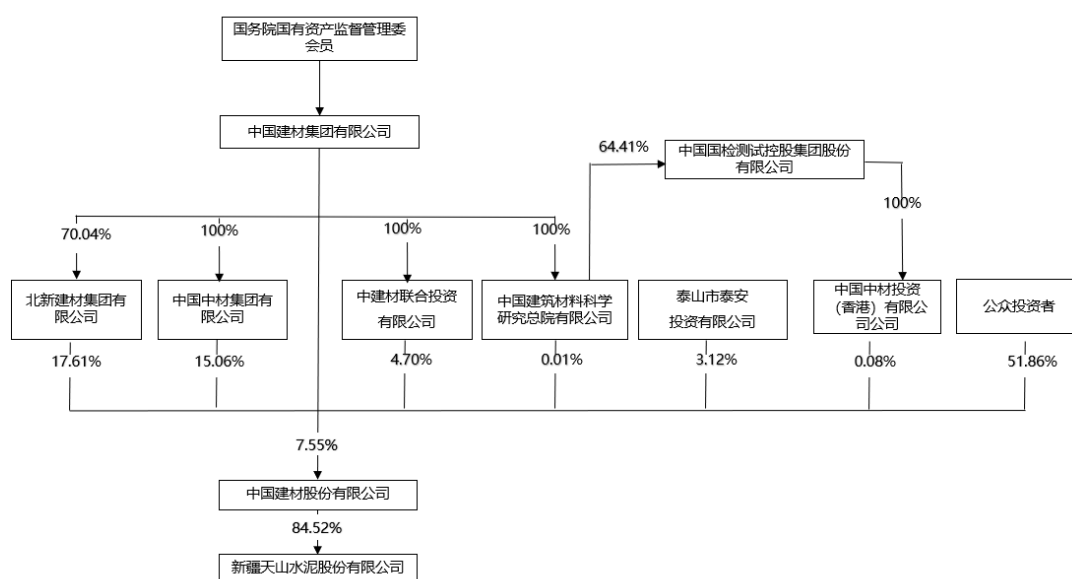 国务院国有资产监督管理委
会员
中国建材集团有限公司
64.41%
中国国检测试控股集团股份
有限公司
70.04%
100%
100%
100%
100%
北新建材集团有
限公司
中国中材集团有
限公司
中建材联合投资
有限公司
中国建筑材料科学
研究总院有限公司
泰山市泰安
投资有限公司
中国中材投资
（香港）有限公
司公司
公众投资者
17.61%
15.06%
4.70%
0.01%
3.12%
0.08%
51.86%
7.55%
中国建材股份有限公司
84.52%
新疆天山水泥股份有限公司